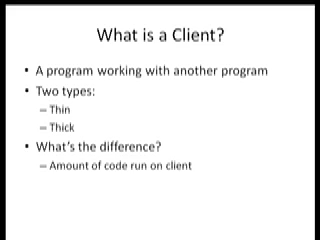 What is a Client?
• A program working with another program
• Two types:
– Thin
– Thick
• What's the difference?
– Amount of code run on client